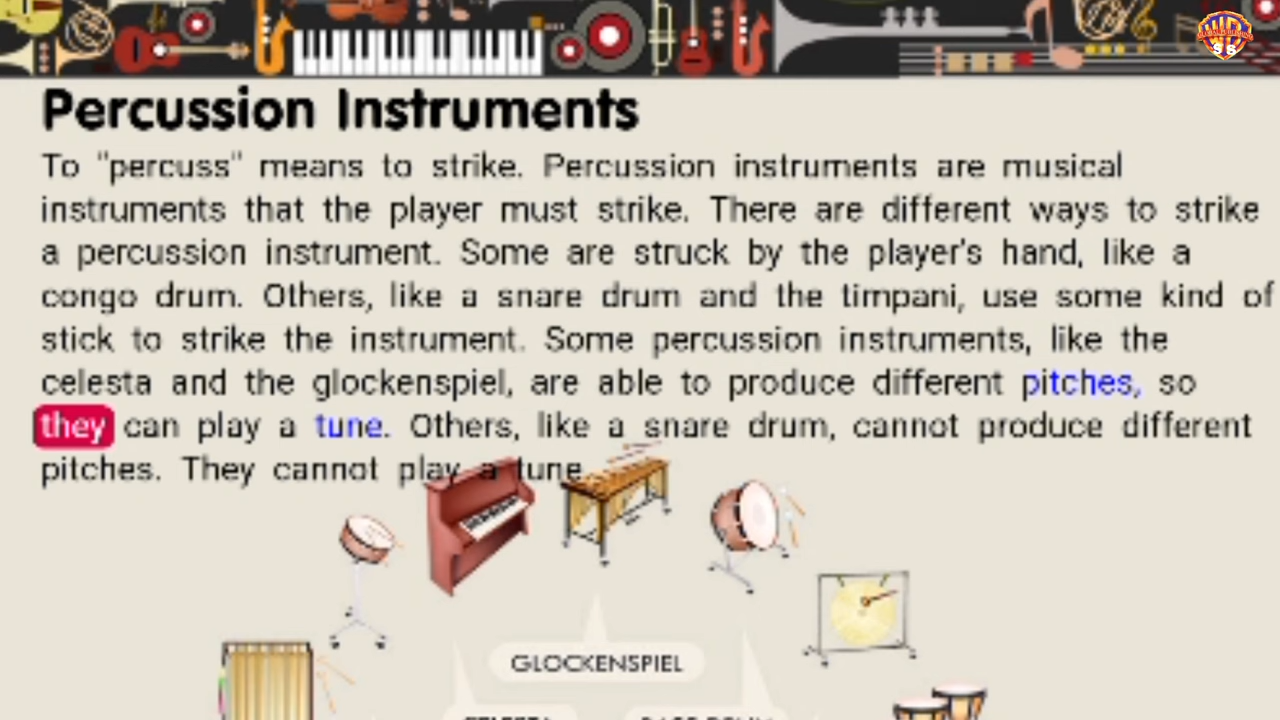 Percussion Instruments
To "percuss" means to strike. Percussion instruments are musical
instruments that the player must strike. There are different ways to strike
a percussion instrument. Some are struck by the player's hand, like a
congo drum. Others, like a snare drum and the timpani, use some kind of
stick to strike the instrument. Some percussion instruments, like the
celesta and the glockenspiel, are able to produce different pitches, so
they can play a tune. Others, like a snare drum, cannot produce different
pitches. They cannot play a tune.
GLOCKENSPIEL